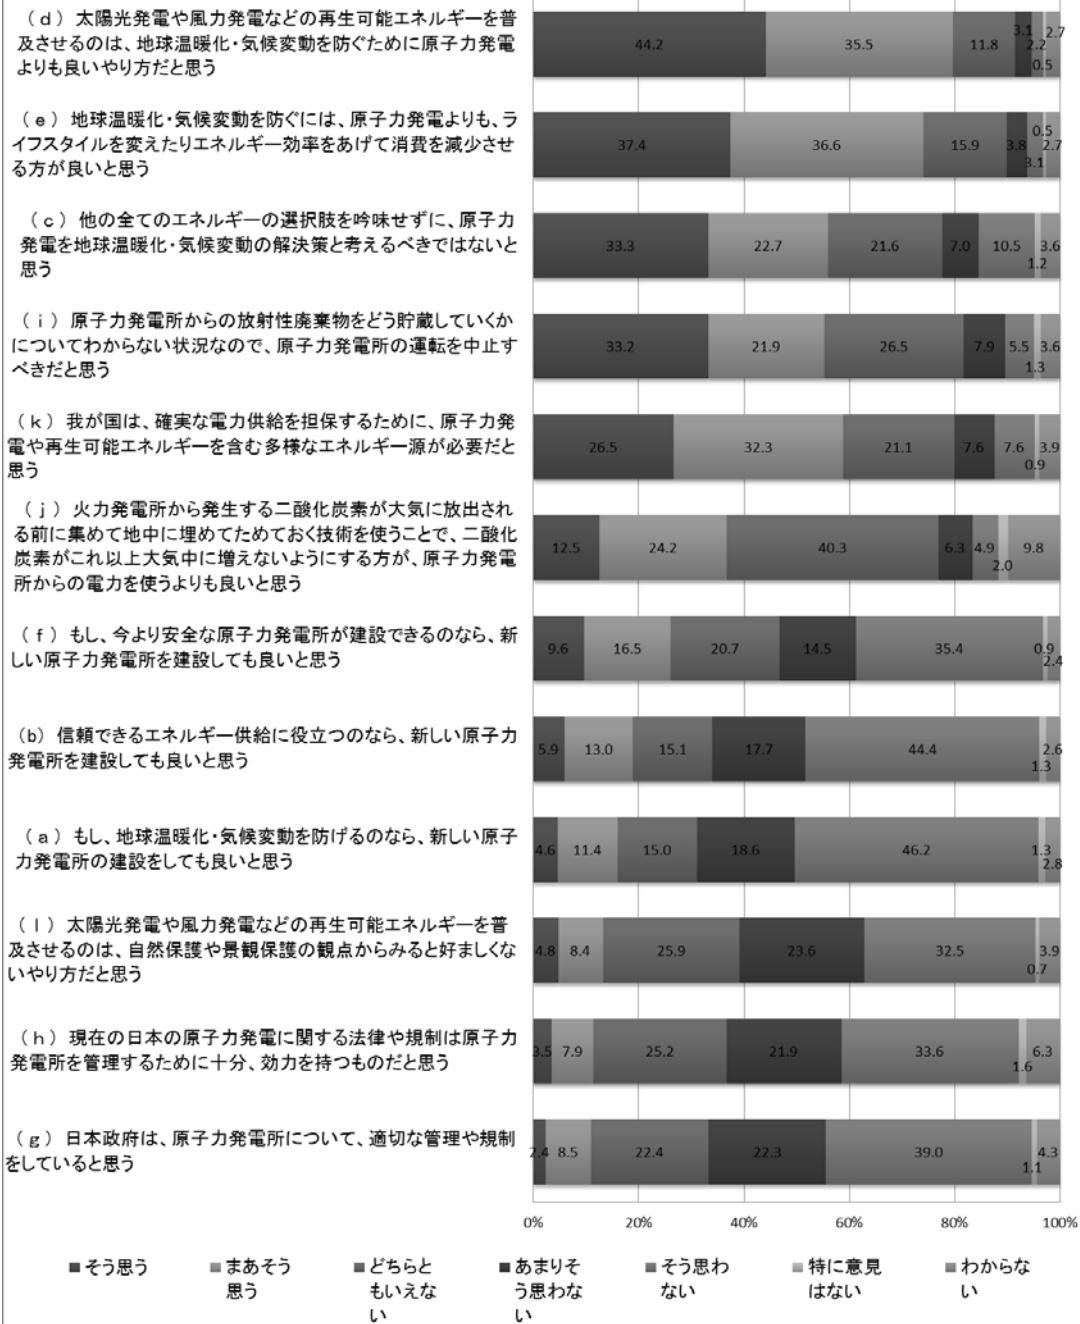 （ｄ）太陽光発電や風力発電などの再生可能エネルギーを普
及させるのは、地球温暖化・気候変動を防ぐために原子力発電
よりも良いやり方だと思う
44.2 35.5 11.8 3.1 2.2 0.5 2.7
（ｅ）地球温暖化・気候変動を防ぐには、原子力発電よりも、ラ
イフスタイルを変えたりエネルギー効率をあげて消費を減少させ
る方が良いと思う
37.4 36.6 15.9 3.8 3.1 0.5 2.7
（ｃ）他の全てのエネルギーの選択肢を吟味せずに、原子力
発電を地球温暖化・気候変動の解決策と考えるべきではないと
思う
33.3 22.7 21.6 7.0 10.5 1.2 3.6
（ｉ）原子力発電所からの放射性廃棄物をどう貯蔵していくか
についてわからない状況なので、原子力発電所の運転を中止す
べきだと思う
33.2 21.9 26.5 7.9 5.5 1.3 3.6
（ｋ）我が国は、確実な電力供給を担保するために、原子力発
電や再生可能エネルギーを含む多様なエネルギー源が必要だと
思う
26.5 32.3 21.1 7.6 7.6 0.9 3.9
（ｊ）火力発電所から発生する二酸化炭素が大気に放出され
る前に集めて地中に埋めてためておく技術を使うことで、二酸化
炭素がこれ以上大気中に増えないようにする方が、原子力発電
所からの電力を使うよりも良いと思う
12.5 24.2 40.3 6.3 4.9 2.0 9.8
（ｆ）もし、今より安全な原子力発電所が建設できるのなら、新
しい原子力発電所を建設しても良いと思う
9.6 16.5 20.7 14.5 35.4 0.9 2.4
(b) 信頼できるエネルギー供給に役立つのなら、新しい原子力
発電所を建設しても良いと思う
5.9 13.0 15.1 17.7 44.4 1.3 2.6
（ａ）もし、地球温暖化・気候変動を防げるのなら、新しい原子
力発電所の建設をしても良いと思う
4.6 11.4 15.0 18.6 46.2 1.3 2.8
（ｌ）太陽光発電や風力発電などの再生可能エネルギーを普
及させるのは、自然保護や景観保護の観点からみると好ましくな
いやり方だと思う
4.8 8.4 25.9 23.6 32.5 0.7 3.9
（ｈ）現在の日本の原子力発電に関する法律や規制は原子力
発電所を管理するために十分、効力を持つものだと思う
3.5 7.9 25.2 21.9 33.6 1.6 6.3
（ｇ）日本政府は、原子力発電所について、適切な管理や規制
をしていると思う
2.4 8.5 22.4 22.3 39.0 1.1 4.3
0% 20% 40% 60% 80% 100%
そう思う
まあそう
思う
どちらと
もいえな
い
あまりそ
う思わな
い
そう思わ
ない
特に意見
はない
わからな
い